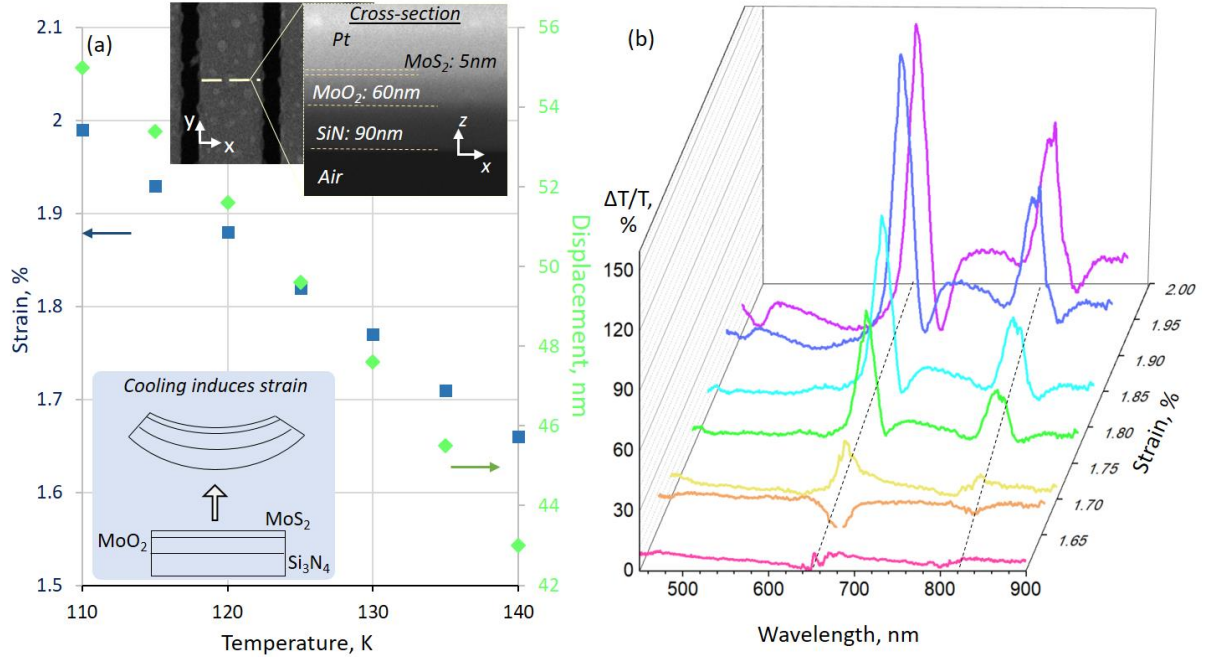 (a)
2.1
2
1.9
1.8
1.7
1.6
1.5
Strain, %
110
120
130
140
Temperature, K
56
54
52
50
48
46
44
42
Displacement, nm
y
x
Cross-section
Pt
MoS2: 5nm
MoO2: 60nm
SiN: 90nm
Air
z
x
Cooling induces strain
MoS2
MoO2
Si3N4
(b)
ΔT/T,
%
150
120
90
60
30
0
500
600
700
800
900
Wavelength, nm
2.00
1.95
1.90
1.85
1.80
1.75
1.70
1.65
Strain, %